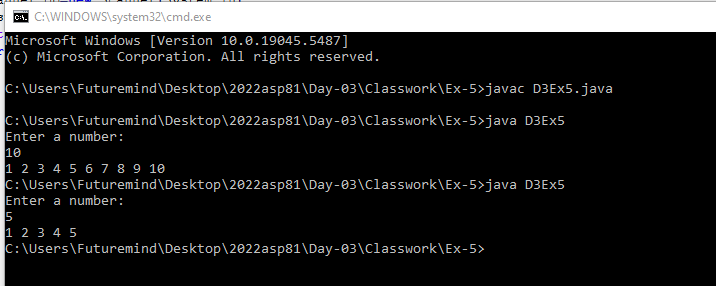 C:\WINDOWS\system32\cmd.exe
Microsoft Windows [Version 10.0.19045.5487]
(c) Microsoft Corporation. All rights reserved.
C:\Users\Futuremind\Desktop\2022asp81\Day-03\Classwork\Ex-5>javac D3Ex5.java
C:\Users\Futuremind\Desktop\2022asp81\Day-03\Classwork\Ex-5>java D3Ex5
Enter a number:
10
1 2 3 4 5 6 7 8 9 10
C:\Users\Futuremind\Desktop\2022asp81\Day-03\Classwork\Ex-5>java D3Ex5
Enter a number:
5
1 2 3 4 5
C:\Users\Futuremind\Desktop\2022asp81\Day-03\Classwork\Ex-5>